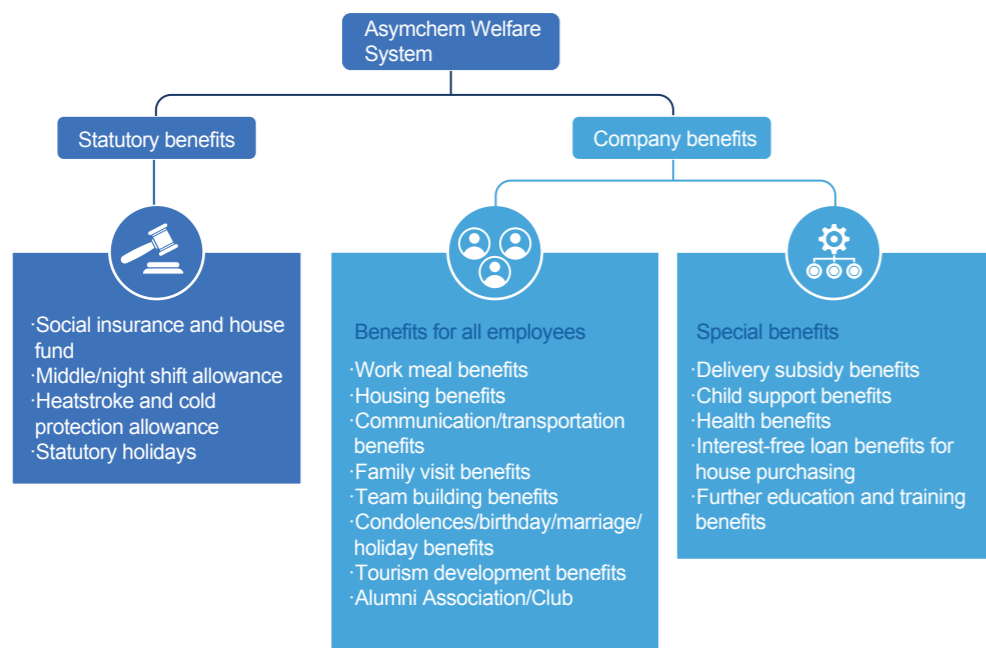 Asymchem Welfare
System
Statutory benefits
Company benefits
·Social insurance and house
fund
·Middle/night shift allowance
·Heatstroke and cold
protection allowance
·Statutory holidays
Benefits for all employees
·Work meal benefits
·Housing benefits
·Communication/transportation
benefits
·Family visit benefits
·Team building benefits
·Condolences/birthday/marriage/
holiday benefits
·Tourism development benefits
·Alumni Association/Club
Special benefits
·Delivery subsidy benefits
·Child support benefits
·Health benefits
·Interest-free loan benefits for
house purchasing
·Further education and training
benefits